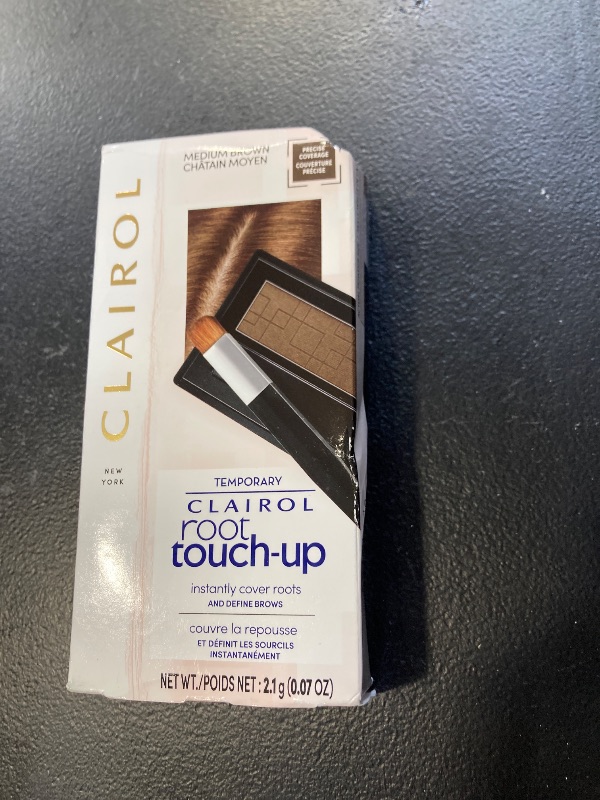 MEDIUM BROWN
CHÂTAIN MOYEN
PRECISE
COVERAGE
COUVERTURE
PRÉCISE
CLAIROL
NEW
YORK
TEMPORARY
CLAIROL
root
touch-up
instantly cover roots
AND DEFINE BROWS
couvre la repousse
ET DÉFINIT LES SOURCILS
INSTANTANÉMENT
NET WT./POIDS NET : 2.1 g (0.07 OZ)